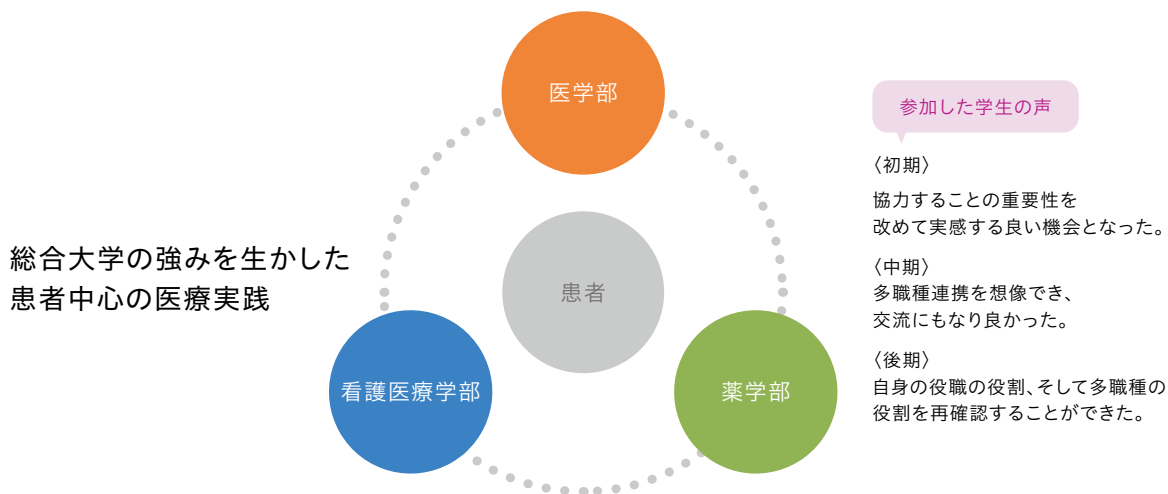 総合大学の強みを生かした
患者中心の医療実践
医学部
患者
看護医療学部
薬学部
参加した学生の声
〈初期〉
協力することの重要性を
改めて実感する良い機会となった。
〈中期〉
多職種連携を想像でき、
交流にもなり良かった。
〈後期〉
自身の役職の役割、そして多職種の
役割を再確認することができた。